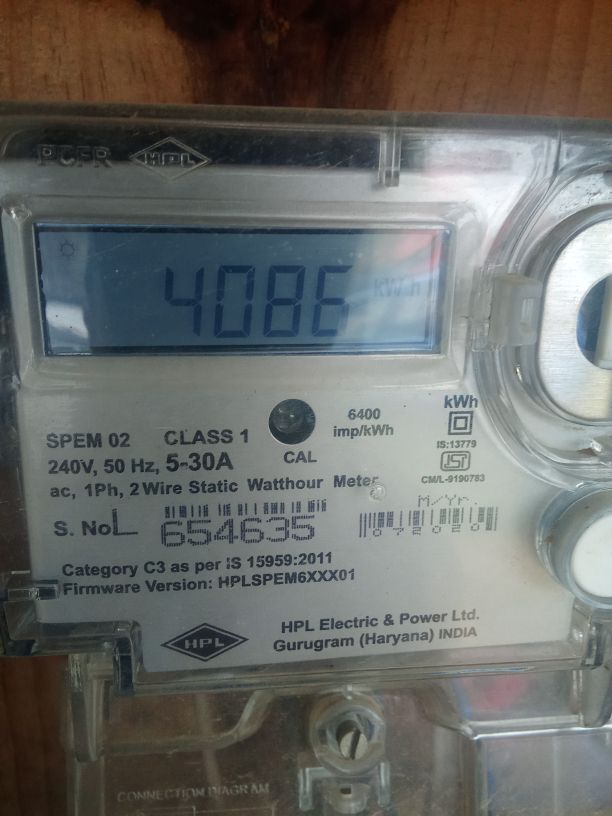 PCFR HPL
4086 kWh
SPEM 02 CLASS 1
240V, 50 Hz, 5-30A
CAL
6400
imp/kWh
kWh
IS:13779
ISI
CM/L-9190783
ac, 1Ph, 2 Wire Static Watthour Meter
S. No L 654635
M/Yr.
072020
Category C3 as per IS 15959:2011
Firmware Version: HPLSPEM6XXX01
HPL
HPL Electric & Power Ltd.
Gurugram (Haryana) INDIA
CONNECTION DIAGRAM